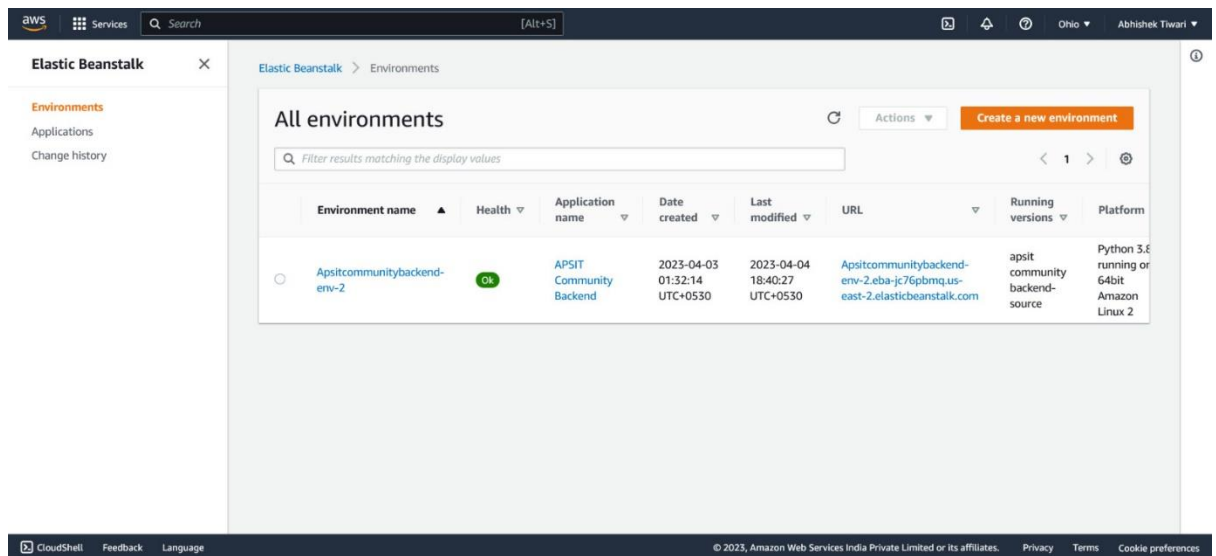 aws
Services
Search
[Alt+S]
Ohio
Abhishek Tiwari
Elastic Beanstalk
Environments
Applications
Change history
Elastic Beanstalk
Environments
All environments
Actions
Create a new environment
Filter results matching the display values
1
Environment name
Health
Application
name
Date
created
Last
modified
URL
Running
versions
Platform
Apsitcommunitybackend-
env-2
Ok
APSIT
Community
Backend
2023-04-03
01:32:14
UTC+0530
2023-04-04
18:40:27
UTC+0530
Apsitcommunitybackend-
env-2.eba-jc76pbmq.us-
east-2.elasticbeanstalk.com
apsit
community
backend-
source
Python 3.8
running on
64bit
Amazon
Linux 2
CloudShell
Feedback
Language
© 2023, Amazon Web Services India Private Limited or its affiliates.
Privacy
Terms
Cookie preferences